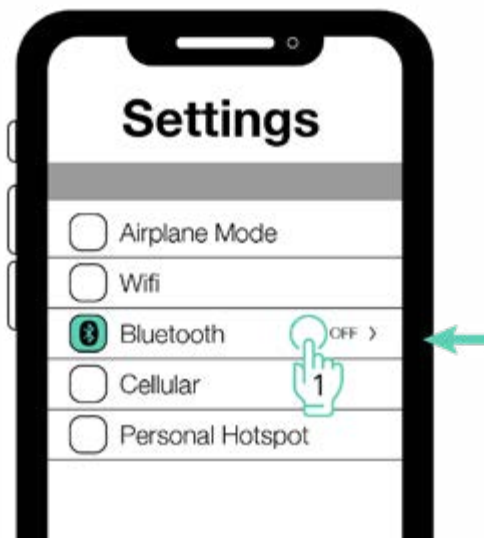 Settings
Airplane Mode
Wifi
Bluetooth OFF >
1
Cellular
Personal Hotspot